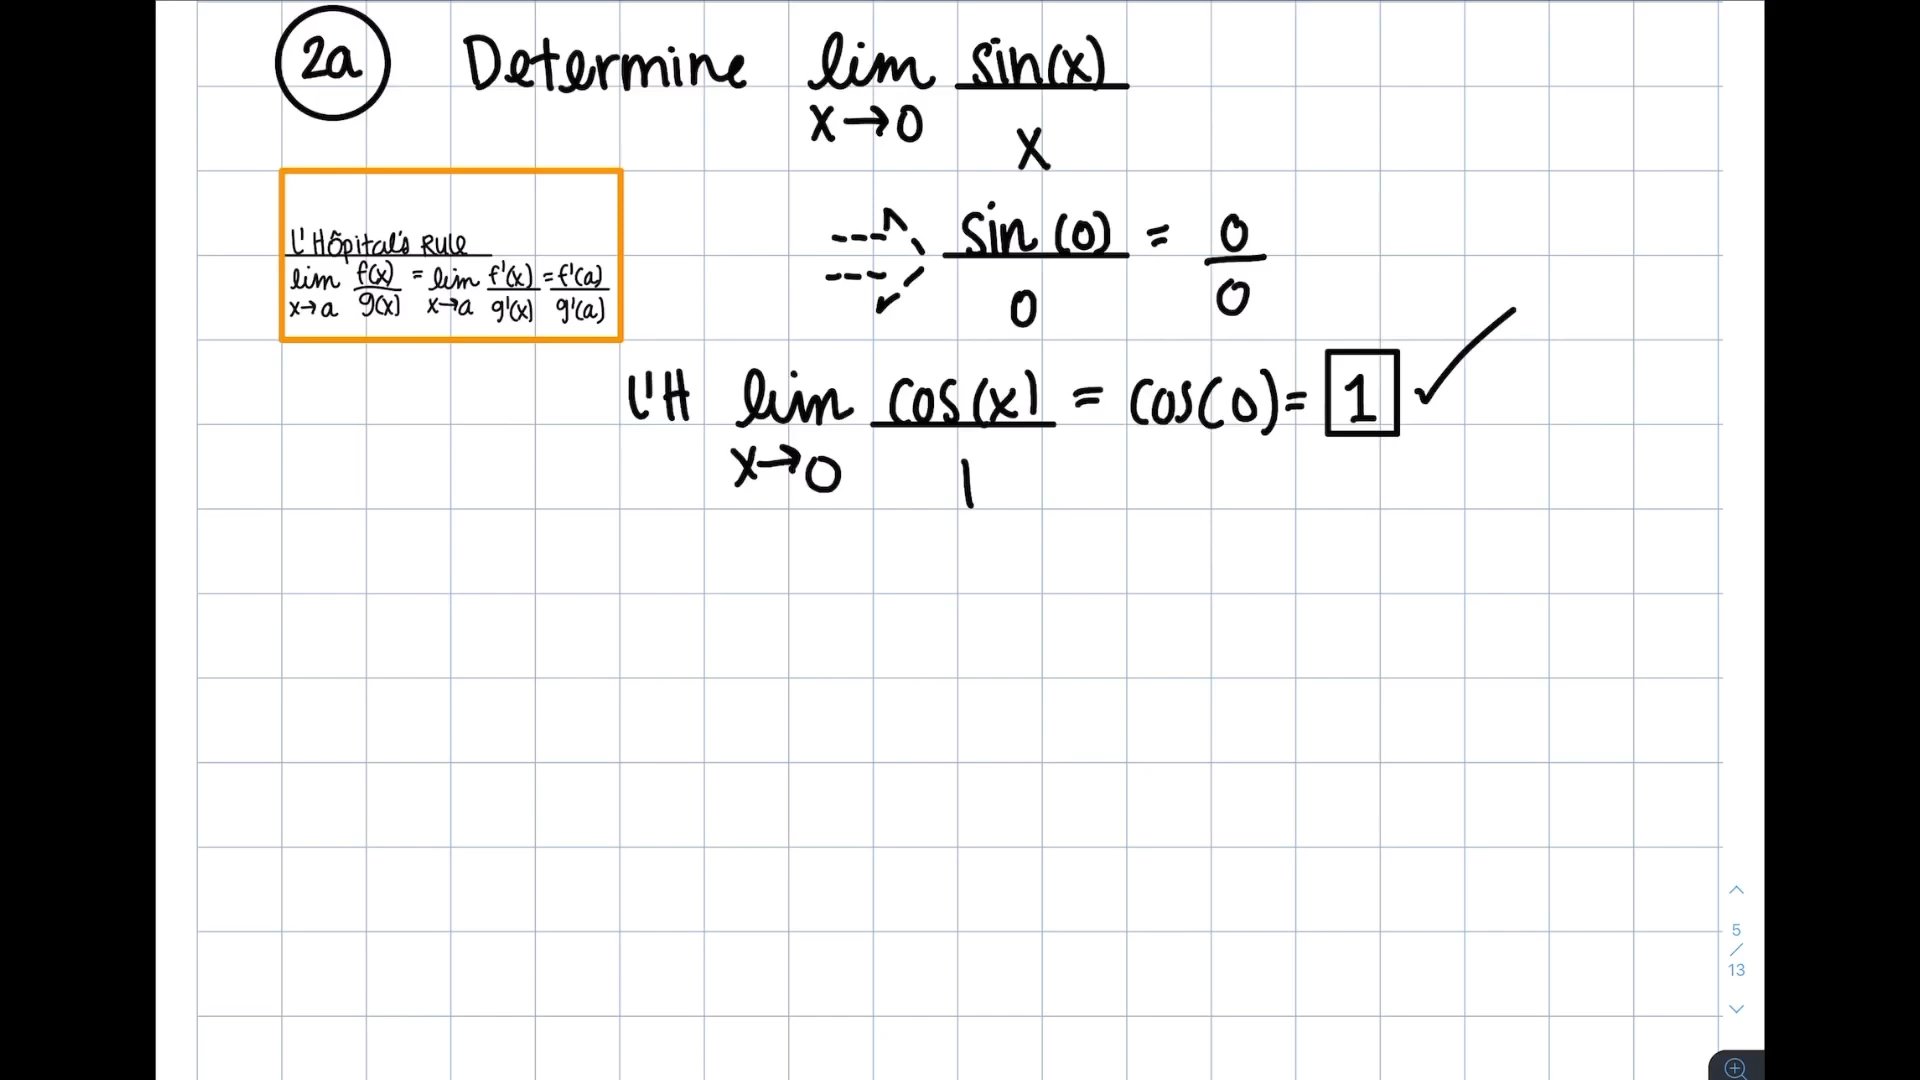 2a Determine lim sin(x)
x→0 x
sin(0) = 0
0 0
L'Hôpital's Rule
lim f(x) = lim f'(x) = f'(a)
x→a g(x) x→a g'(x) g'(a)
L'H lim cos(x) = cos(0) = 1 ✓
x→0 1
5
/
13